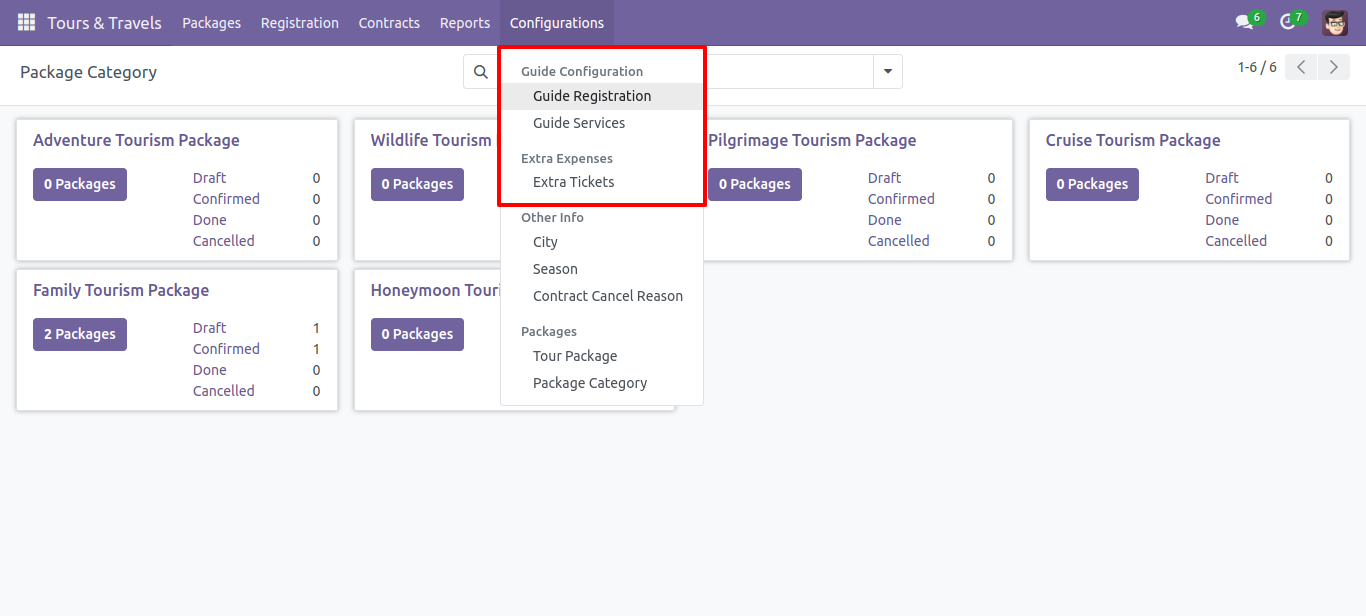 Tours & Travels Packages Registration Contracts Reports Configurations 6 7
Package Category
1-6 / 6
Guide Configuration
Guide Registration
Guide Services
Extra Expenses
Extra Tickets
Other Info
City
Season
Contract Cancel Reason
Packages
Tour Package
Package Category
Adventure Tourism Package
0 Packages
Draft 0
Confirmed 0
Done 0
Cancelled 0
Wildlife Tourism
0 Packages
Pilgrimage Tourism Package
0 Packages
Draft 0
Confirmed 0
Done 0
Cancelled 0
Cruise Tourism Package
0 Packages
Draft 0
Confirmed 0
Done 0
Cancelled 0
Family Tourism Package
2 Packages
Draft 1
Confirmed 1
Done 0
Cancelled 0
Honeymoon Touri
0 Packages